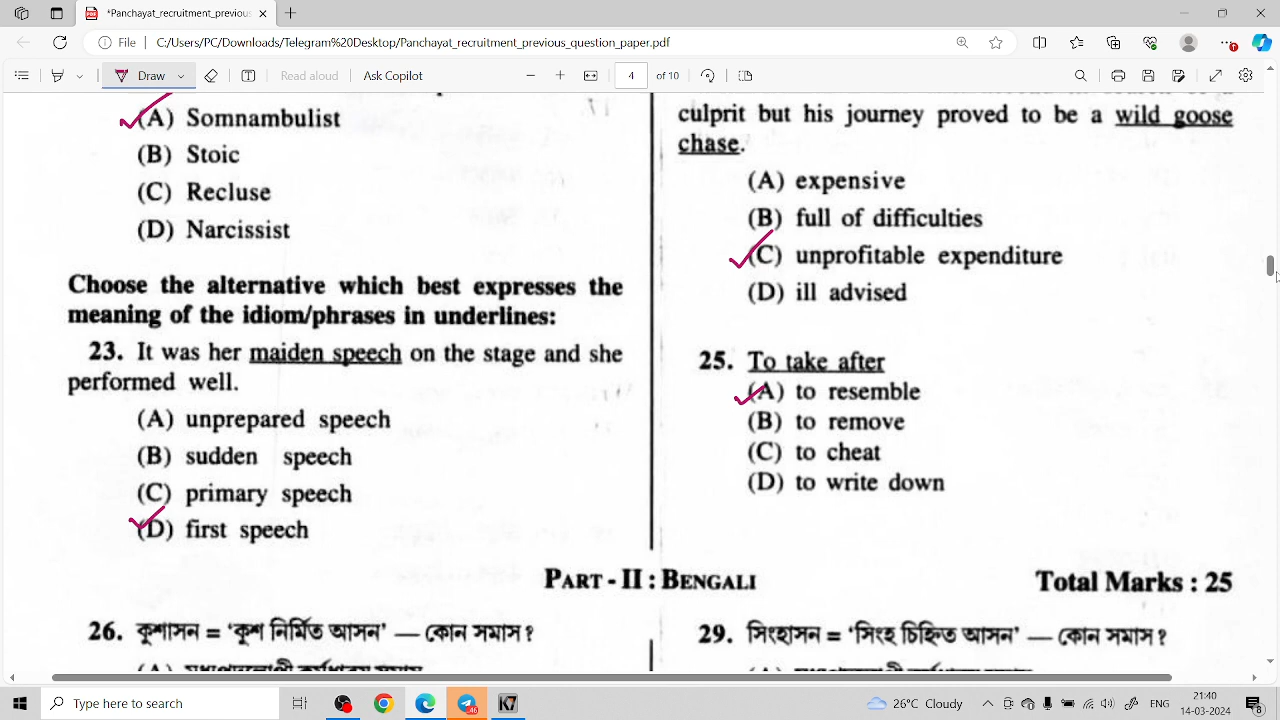 *Panchayat_recruitment_previous
File
C:/Users/PC/Downloads/Telegram%20Desktop/Panchayat_recruitment_previous_question_paper.pdf
Draw
Read aloud
Ask Copilot
4
of 10
(A) Somnambulist
(B) Stoic
(C) Recluse
(D) Narcissist
Choose the alternative which best expresses the
meaning of the idiom/phrases in underlines:
23. It was her maiden speech on the stage and she
performed well.
(A) unprepared speech
(B) sudden speech
(C) primary speech
(D) first speech
culprit but his journey proved to be a wild goose
chase.
(A) expensive
(B) full of difficulties
(C) unprofitable expenditure
(D) ill advised
25. To take after
(A) to resemble
(B) to remove
(C) to cheat
(D) to write down
PART - II : BENGALI
Total Marks : 25
26. কুশাসন = ‘কুশ নির্মিত আসন’ — কোন সমাস ?
29. সিংহাসন = ‘সিংহ চিহ্নিত আসন’ — কোন সমাস ?
Type here to search
26°C Cloudy
ENG
21:40
14-08-2024